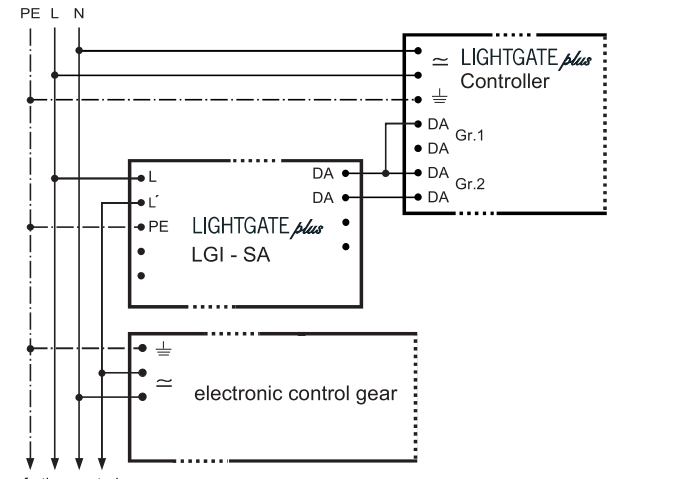 PE L N
LIGHTGATE plus
Controller
DA
Gr.1
DA
DA
Gr.2
DA
L
DA
L´
DA
PE
LIGHTGATE plus
LGI - SA
electronic control gear